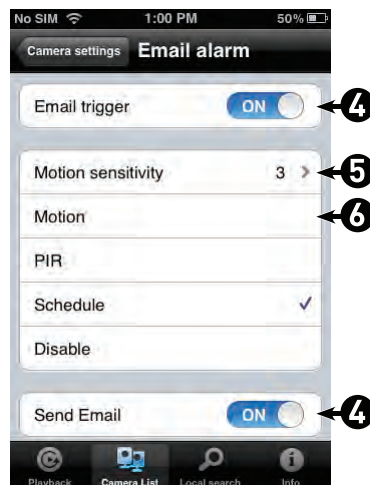 No SIM 1:00 PM 50%
Camera settings Email alarm
Email trigger ON 4
Motion sensitivity 3 5
Motion 6
PIR
Schedule
Disable
Send Email ON 4
Playback Camera List Local search Info